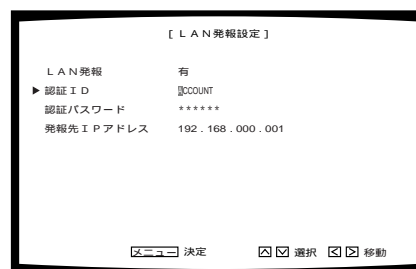 [ＬＡＮ発報設定]
ＬＡＮ発報 有
▶ 認証ＩＤ CCOUNT
認証パスワード ******
発報先ＩＰアドレス 192.168.000.001
メニュー 決定 選択 移動